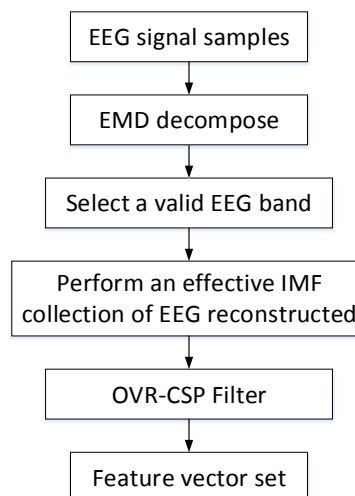 EEG signal samples
EMD decompose
Select a valid EEG band
Perform an effective IMF
collection of EEG reconstructed
OVR-CSP Filter
Feature vector set